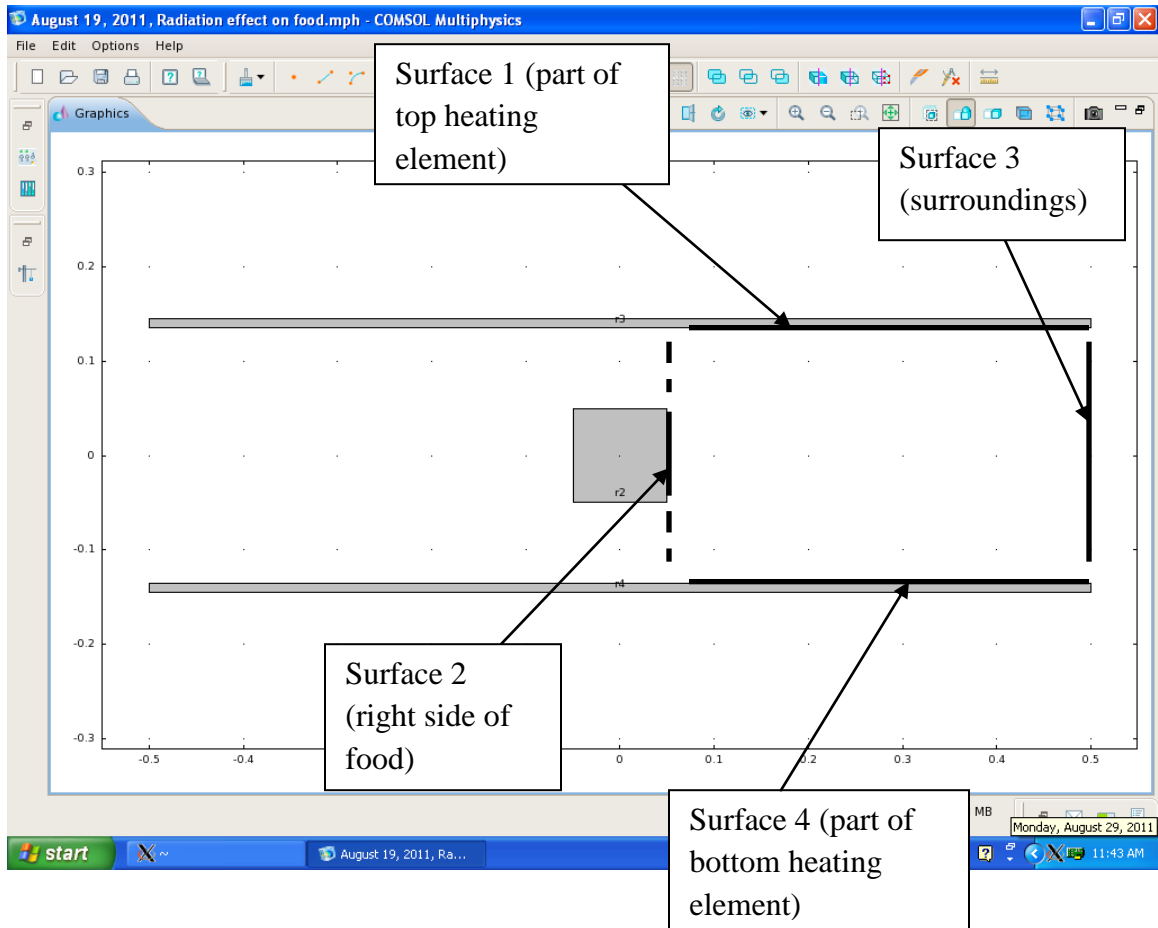 August 19, 2011, Radiation effect on food.mph - COMSOL Multiphysics
File Edit Options Help
Surface 1 (part of
top heating
element)
Graphics
Surface 3
(surroundings)
0.3
0.2
r3
0.1
0
r2
-0.1
r4
-0.2
Surface 2
(right side of
food)
-0.3
-0.5 -0.4 0 0.1 0.2 0.3 0.4 0.5
Surface 4 (part of
bottom heating
element)
MB
Monday, August 29, 2011
start
~
August 19, 2011, Ra...
11:43 AM